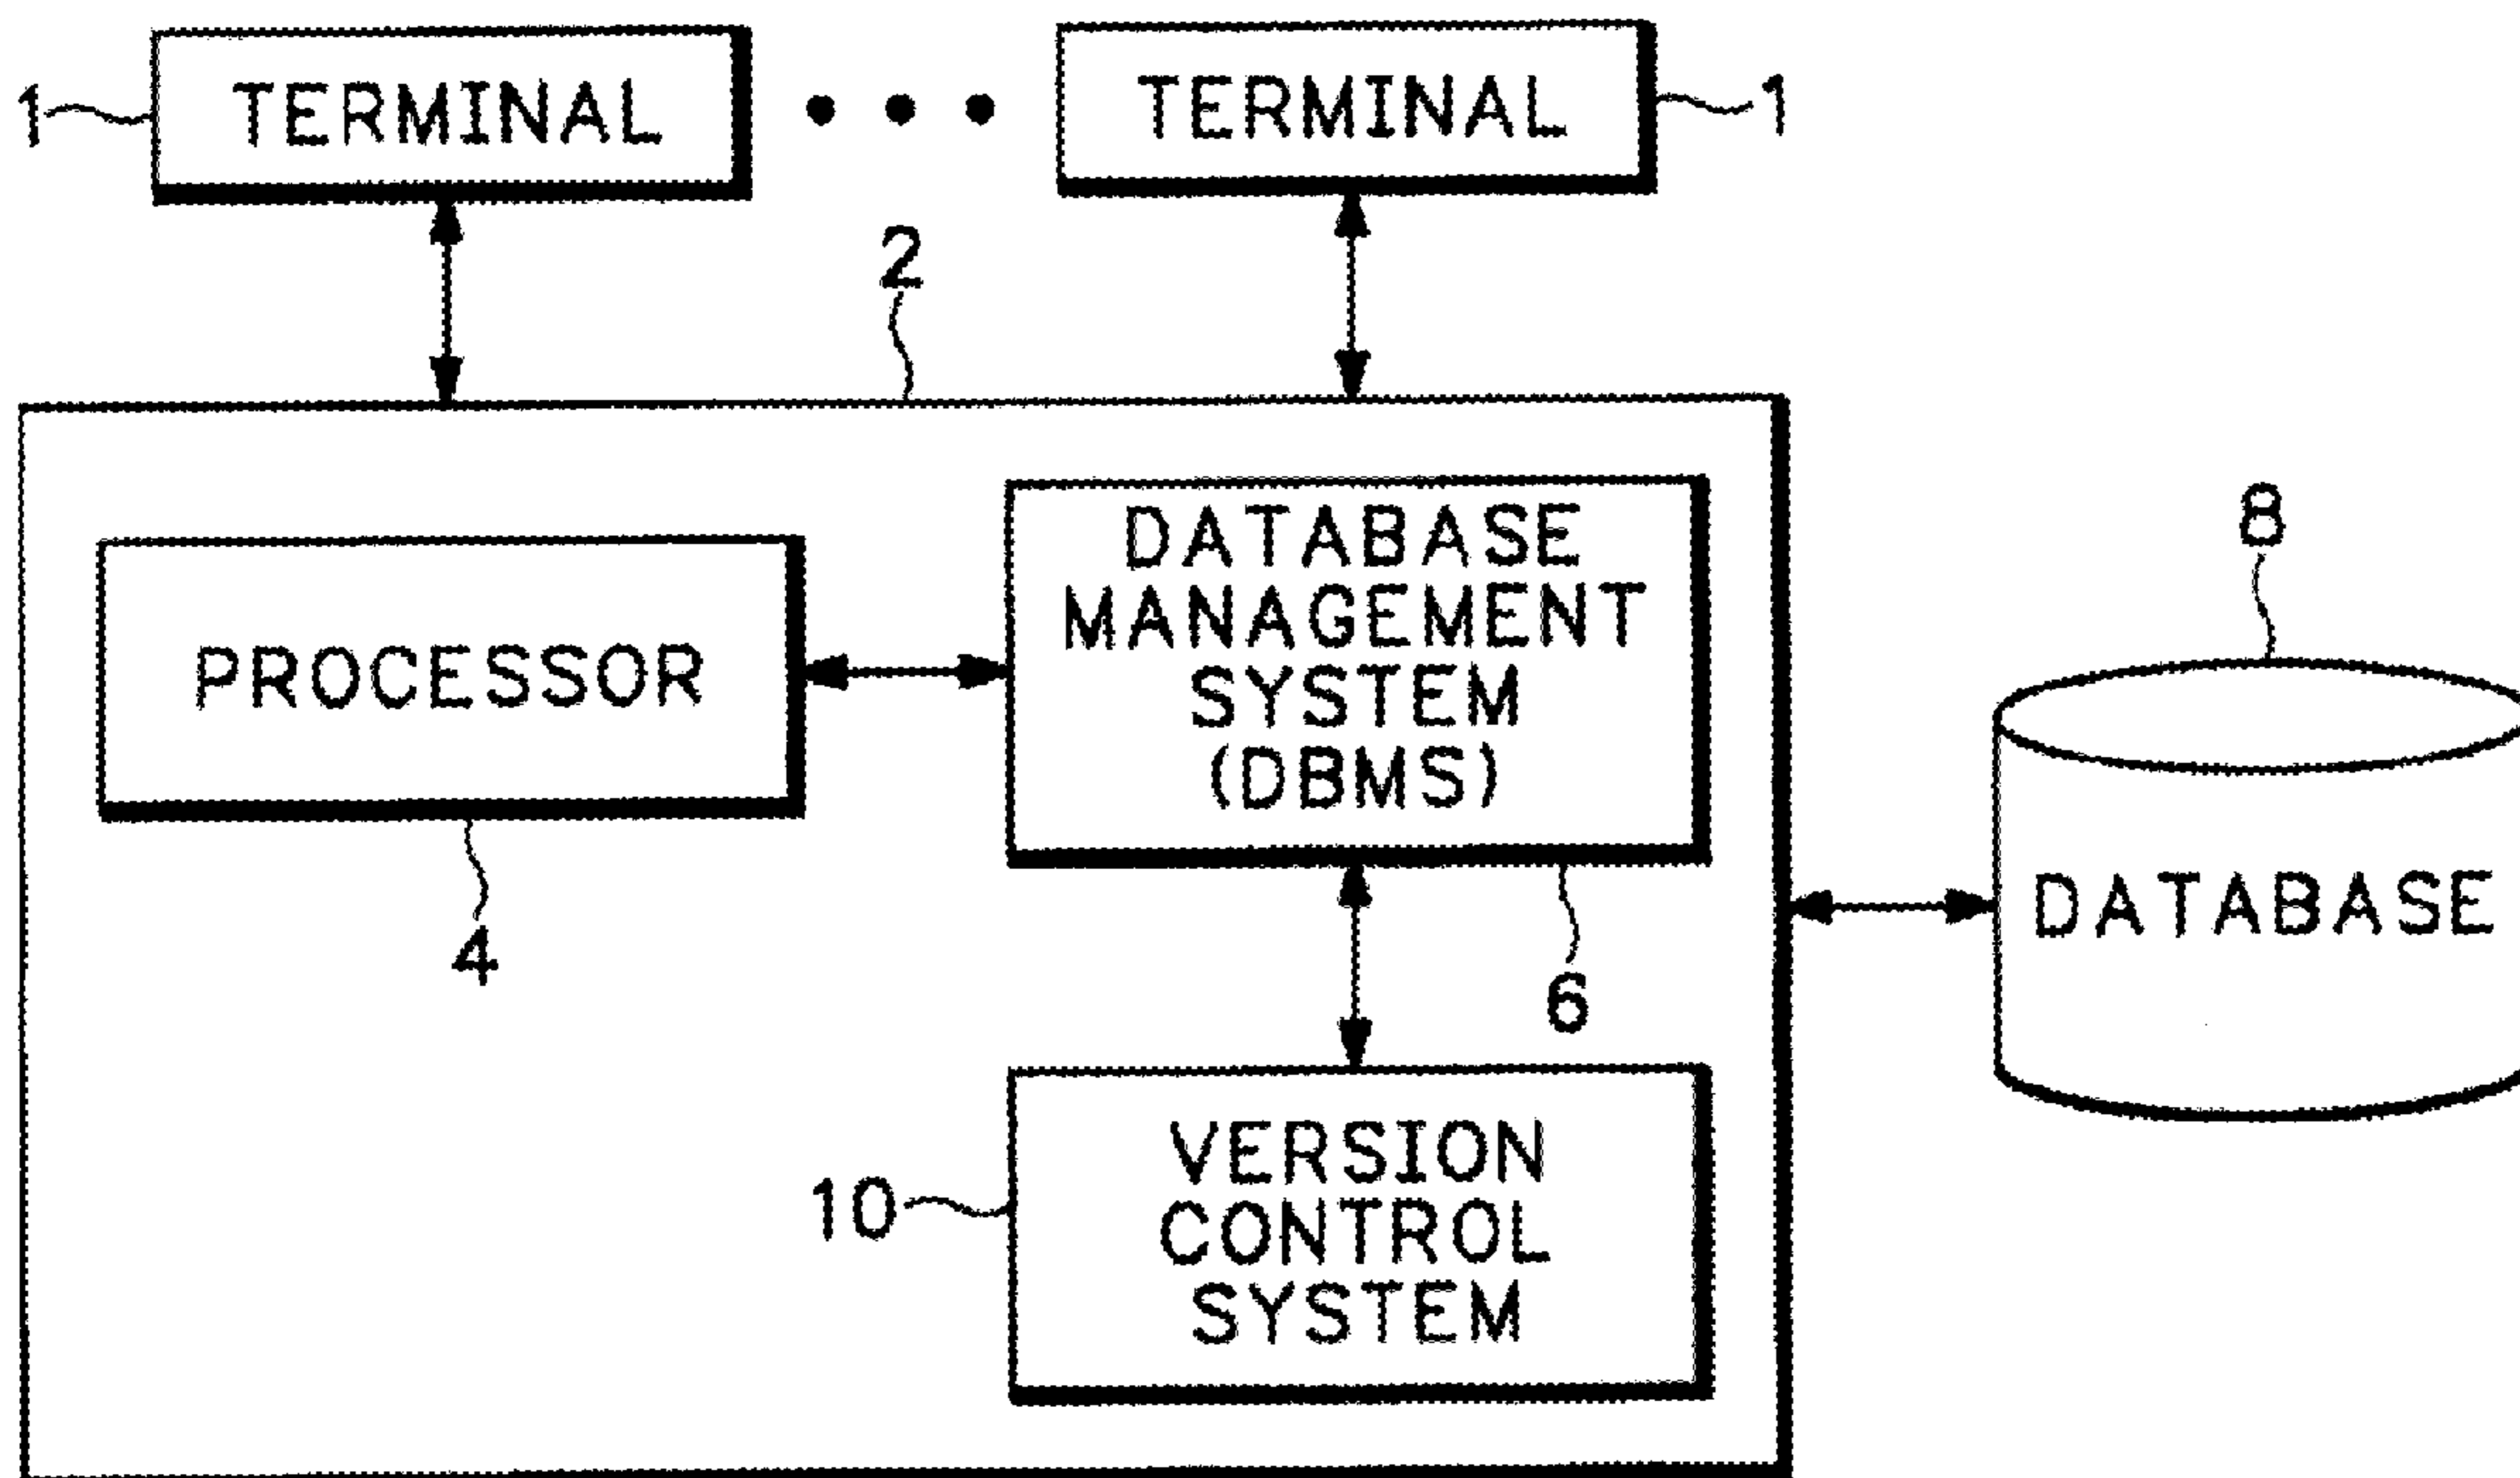 1 TERMINAL • • • TERMINAL 1
2
DATABASE
MANAGEMENT
SYSTEM
(DBMS)
6
PROCESSOR
4
8
DATABASE
10
VERSION
CONTROL
SYSTEM